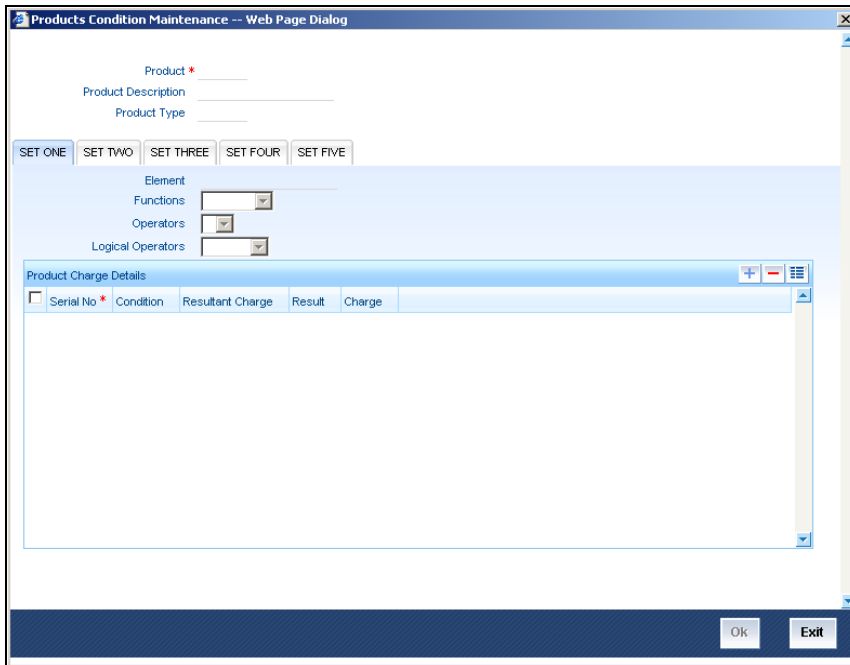 Products Condition Maintenance -- Web Page Dialog
Product *
Product Description
Product Type
SET ONE SET TWO SET THREE SET FOUR SET FIVE
Element
Functions
Operators
Logical Operators
Product Charge Details
Serial No * Condition Resultant Charge Result Charge
Ok Exit